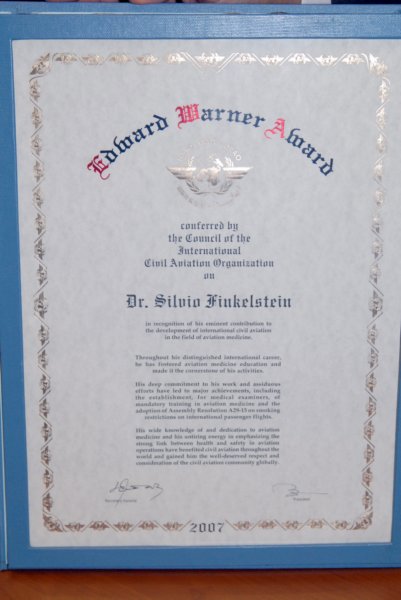 Edward Warner Award
conferred by
the Council of the
International
Civil Aviation Organization
on
Dr. Silvio Finkelstein
in recognition of his eminent contribution to
the development of international civil aviation
in the field of aviation medicine.
Throughout his distinguished international career,
he has fostered aviation medicine education and
made it the cornerstone of his activities.
His deep commitment to his work and assiduous
efforts have led to major achievements, including
the establishment, for medical examiners, of
mandatory training in aviation medicine and the
adoption of Assembly Resolution A29-15 on smoking
restrictions on international passenger flights.
His wide knowledge of and dedication to aviation
medicine and his untiring energy in emphasizing the
strong link between health and safety in aviation
operations have benefited civil aviation throughout the
world and gained him the well-deserved respect and
consideration of the civil aviation community globally.
Secretary General
President
2007